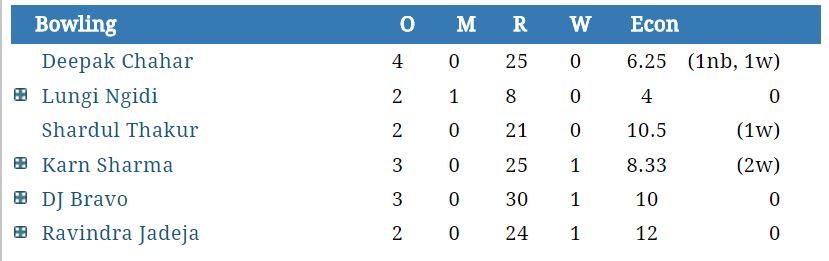 Bowling O M R W Econ
Deepak Chahar 4 0 25 0 6.25 (1nb, 1w)
Lungi Ngidi 2 1 8 0 4 0
Shardul Thakur 2 0 21 0 10.5 (1w)
Karn Sharma 3 0 25 1 8.33 (2w)
DJ Bravo 3 0 30 1 10 0
Ravindra Jadeja 2 0 24 1 12 0